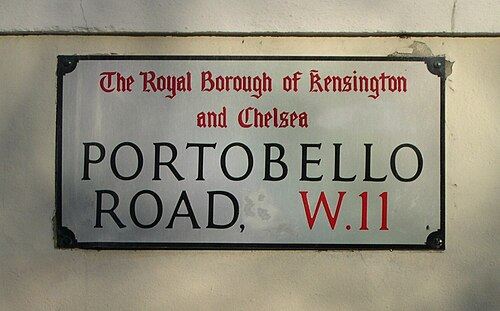 The Royal Borough of Kensington
and Chelsea
PORTOBELLO
ROAD, W.11